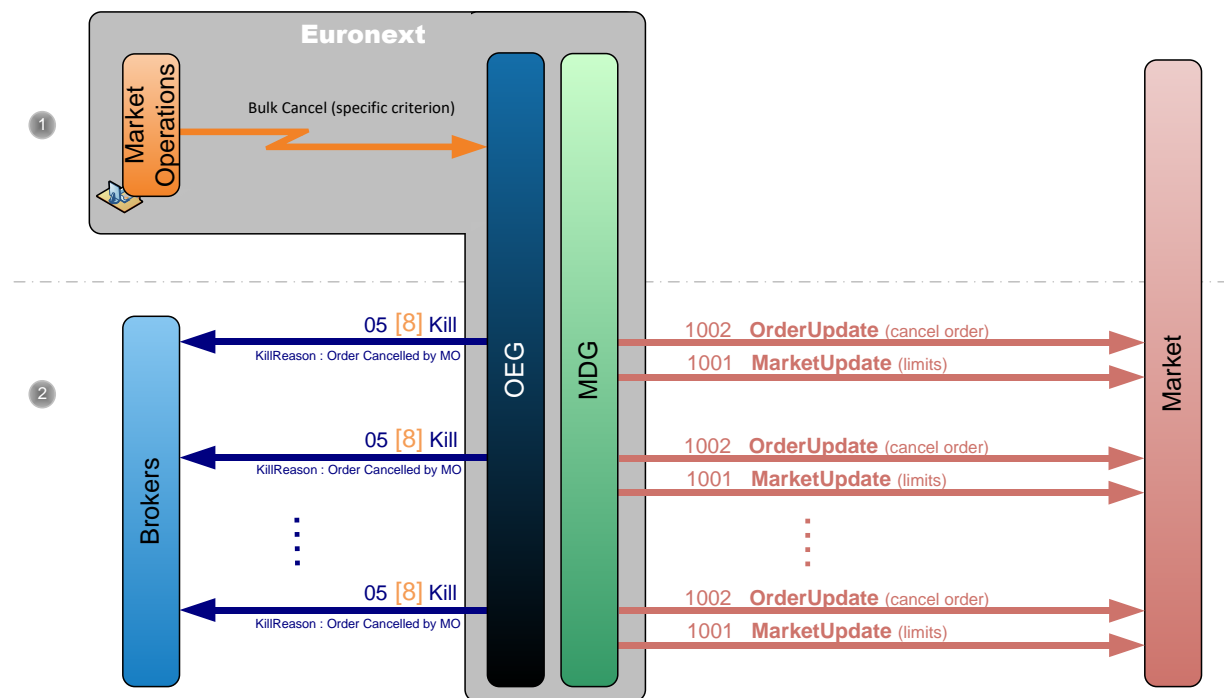 Euronext
Market
Operations
Bulk Cancel (specific criterion)
1
OEG
MDG
Market
Brokers
2
05 [8] Kill
KillReason : Order Cancelled by MO
1002 OrderUpdate (cancel order)
1001 MarketUpdate (limits)
05 [8] Kill
KillReason : Order Cancelled by MO
1002 OrderUpdate (cancel order)
1001 MarketUpdate (limits)
05 [8] Kill
KillReason : Order Cancelled by MO
1002 OrderUpdate (cancel order)
1001 MarketUpdate (limits)